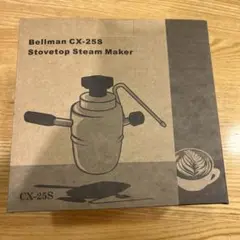 Bellman CX-25S
Stovetop Steam Maker
CX-25S